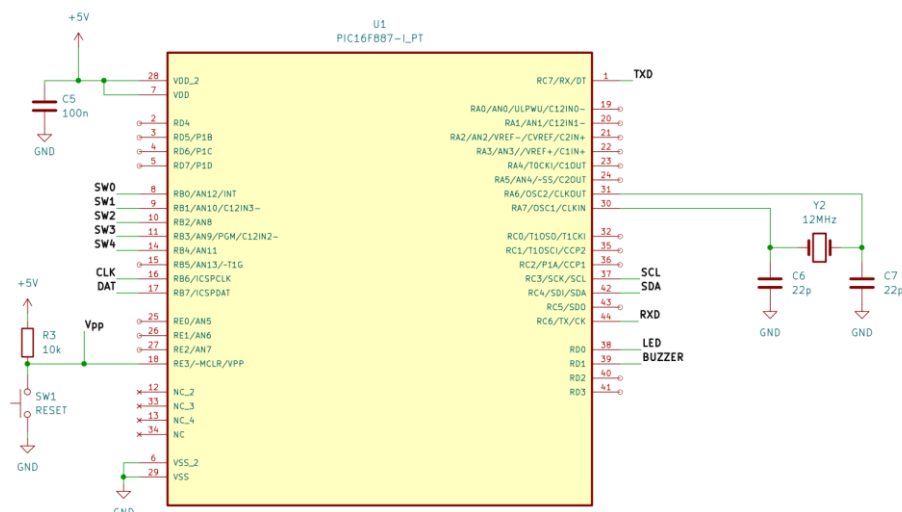 U1
PIC16F887-I_PT
+5V
C5
100n
GND
28 VDD_2
7 VDD
2 RD4
3 RD5/P1B
4 RD6/P1C
5 RD7/P1D
SW0 8 RB0/AN12/INT
SW1 9 RB1/AN10/C12IN3-
SW2 10 RB2/AN8
SW3 11 RB3/AN9/PGM/C12IN2-
SW4 14 RB4/AN11
15 RB5/AN13/-T1G
CLK 16 RB6/ICSPCLK
DAT 17 RB7/ICSPDAT
+5V
R3
10k
Vpp
25 RE0/AN5
26 RE1/AN6
27 RE2/AN7
18 RE3/-MCLR/VPP
SW1
RESET
GND
12 NC_2
33 NC_3
13 NC_4
34 NC
6 VSS_2
29 VSS
GND
RC7/RX/DT 1 TXD
RA0/AN0/ULPWU/C12IN0- 19
RA1/AN1/C12IN1- 20
RA2/AN2/VREF-/CVREF/C2IN+ 21
RA3/AN3//VREF+/C1IN+ 22
RA4/T0CKI/C1OUT 23
RA5/AN4/-SS/C2OUT 24
RA6/OSC2/CLKOUT 31
RA7/OSC1/CLKIN 30
RC0/T1OSO/T1CKI 32
RC1/T1OSCI/CCP2 35
RC2/P1A/CCP1 36
RC3/SCK/SCL 37 SCL
RC4/SDI/SDA 42 SDA
RC5/SDO 43
RC6/TX/CK 44 RXD
RD0 38 LED
RD1 39 BUZZER
RD2 40
RD3 41
Y2
12MHz
C6
22p
GND
C7
22p
GND